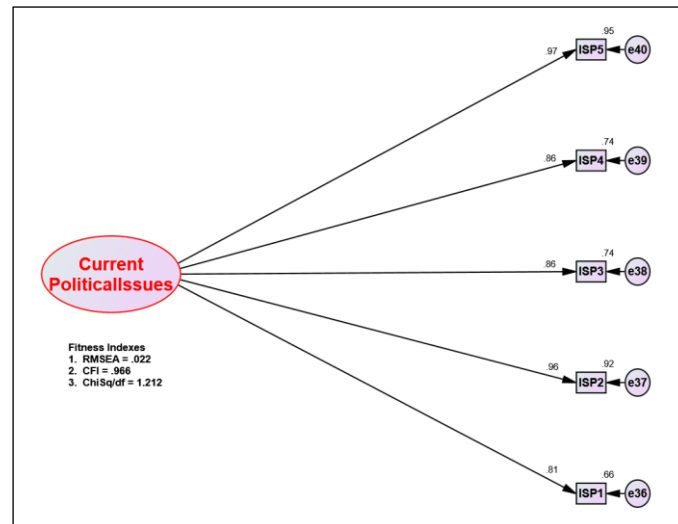 .95
.97 ISP5 e40
.74
.86 ISP4 e39
.74
.86 ISP3 e38
Current
PoliticalIssues
Fitness Indexes
1. RMSEA = .022
2. CFI = .966
3. ChiSq/df = 1.212
.92
.96 ISP2 e37
.81 .66
ISP1 e36